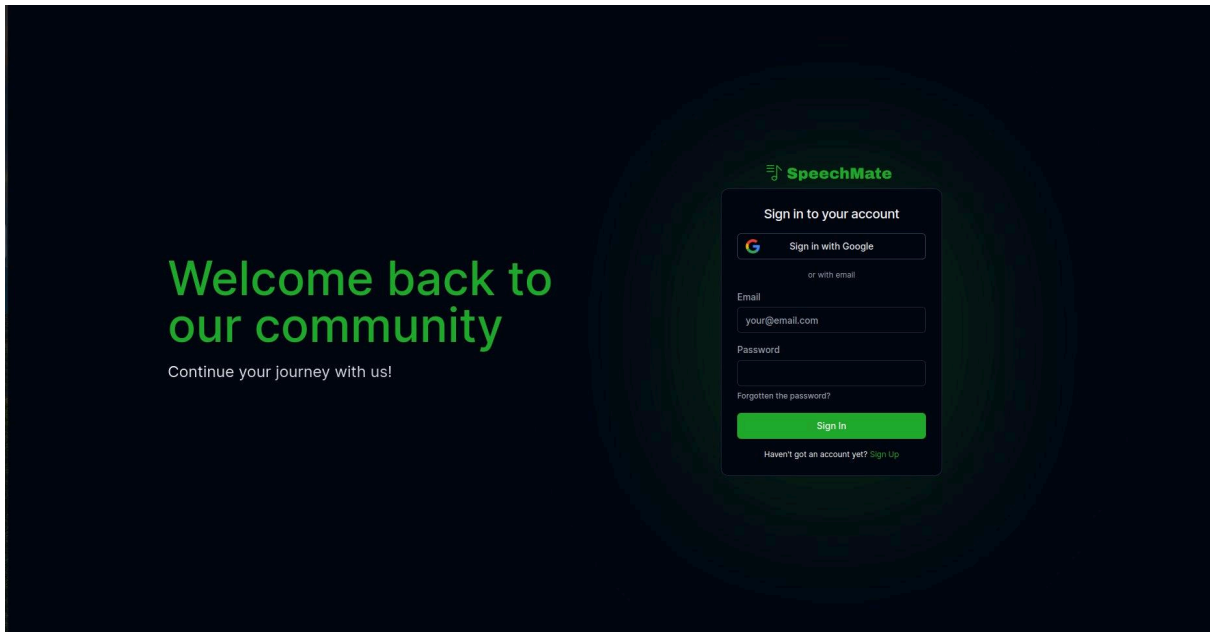 Welcome back to
our community
Continue your journey with us!
SpeechMate
Sign in to your account
Sign in with Google
or with email
Email
your@email.com
Password
Forgotten the password?
Sign In
Haven't got an account yet? Sign Up